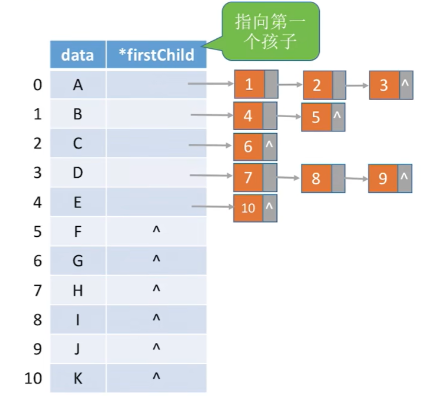 指向第一
个孩子
data *firstChild
0 A 1 2 3 ^
1 B 4 5 ^
2 C 6 ^
3 D 7 8 9 ^
4 E 10 ^
5 F ^
6 G ^
7 H ^
8 I ^
9 J ^
10 K ^